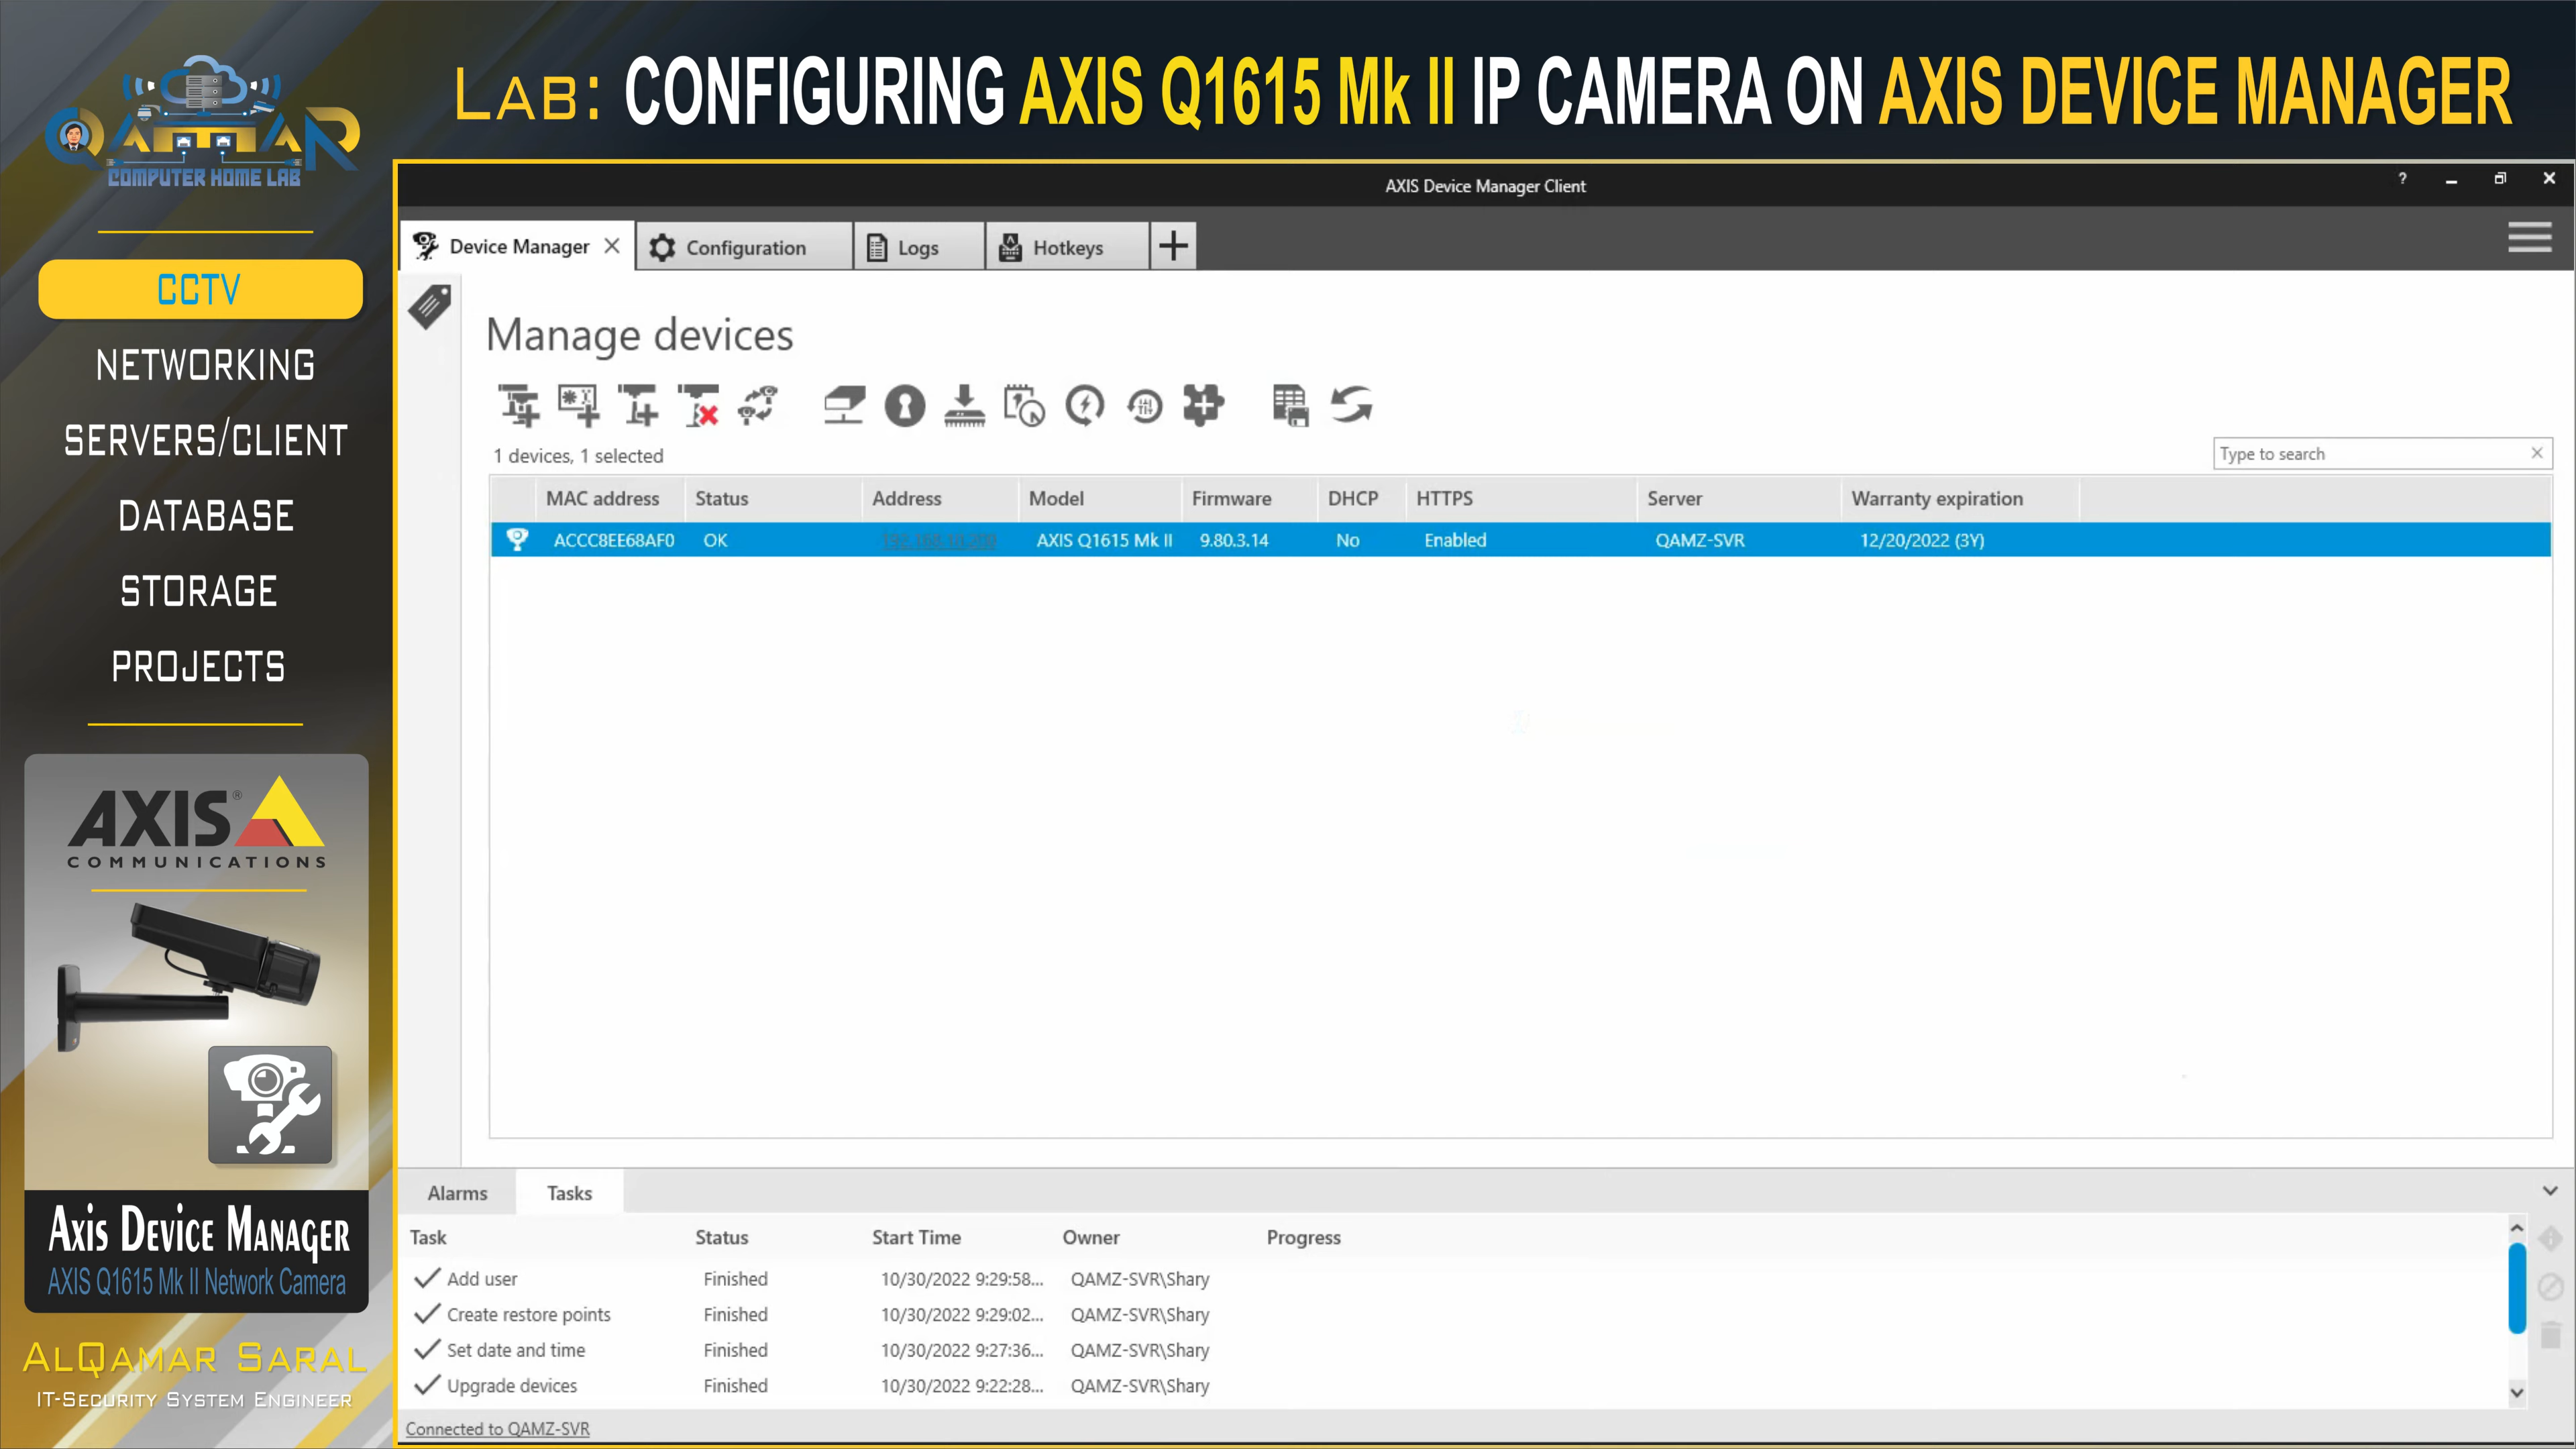 QAMAR
COMPUTER HOME LAB
Lab: CONFIGURING AXIS Q1615 Mk II IP CAMERA ON AXIS DEVICE MANAGER
CCTV
NETWORKING
SERVERS/CLIENT
DATABASE
STORAGE
PROJECTS
AXIS®
COMMUNICATIONS
Axis Device Manager
AXIS Q1615 Mk II Network Camera
AlQamar Saral
IT-Security System Engineer
AXIS Device Manager Client
Device Manager
Configuration
Logs
Hotkeys
Manage devices
1 devices, 1 selected
Type to search
MAC address Status Address Model Firmware DHCP HTTPS Server Warranty expiration
ACCC8EE68AF0 OK AXIS Q1615 Mk II 9.80.3.14 No Enabled QAMZ-SVR 12/20/2022 (3Y)
Alarms Tasks
Task Status Start Time Owner Progress
Add user Finished 10/30/2022 9:29:58... QAMZ-SVR\Shary
Create restore points Finished 10/30/2022 9:29:02... QAMZ-SVR\Shary
Set date and time Finished 10/30/2022 9:27:36... QAMZ-SVR\Shary
Upgrade devices Finished 10/30/2022 9:22:28... QAMZ-SVR\Shary
Connected to QAMZ-SVR